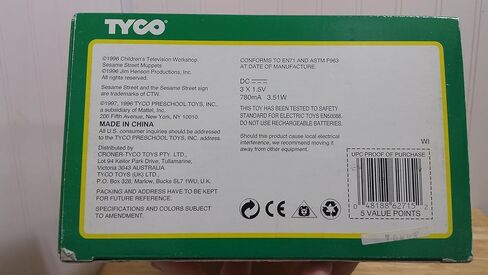 TYCO
©1996 Children's Television Workshop.
Sesame Street Muppets
©1996 Jim Henson Productions, Inc.
All rights reserved.
Sesame Street and the Sesame Street sign
are trademarks of CTW.
©1997, 1996 TYCO PRESCHOOL TOYS, INC.,
a subsidiary of Mattel, Inc.
200 Fifth Avenue, New York, NY 10010
MADE IN CHINA
All U.S. consumer inquiries should be addressed
to the TYCO PRESCHOOL TOYS, INC. address.
Distributed by
CRONER-TYCO TOYS PTY. LTD.,
Lot 94 Keilor Park Drive, Tullamarine,
Victoria 3043 AUSTRALIA
TYCO TOYS (UK) LTD.,
P.O. Box 328, Marlow, Bucks SL7 1WU, U.K.
PACKING AND ADDRESS HAVE TO BE KEPT
FOR FUTURE REFERENCE.
SPECIFICATIONS AND COLORS SUBJECT
TO AMENDMENT.
CONFORMS TO EN71 AND ASTM F963
AT DATE OF MANUFACTURE.
DC
3 X 1.5V
780mA 3.51W
THIS TOY HAS BEEN TESTED TO SAFETY
STANDARD FOR ELECTRIC TOYS EN50088.
DO NOT USE RECHARGEABLE BATTERIES.
Should this product cause local electrical
interference, we recommend moving it
away from other equipment.
CE
0-3
WI
UPC PROOF OF PURCHASE
0 48188 62715 2
5 VALUE POINTS